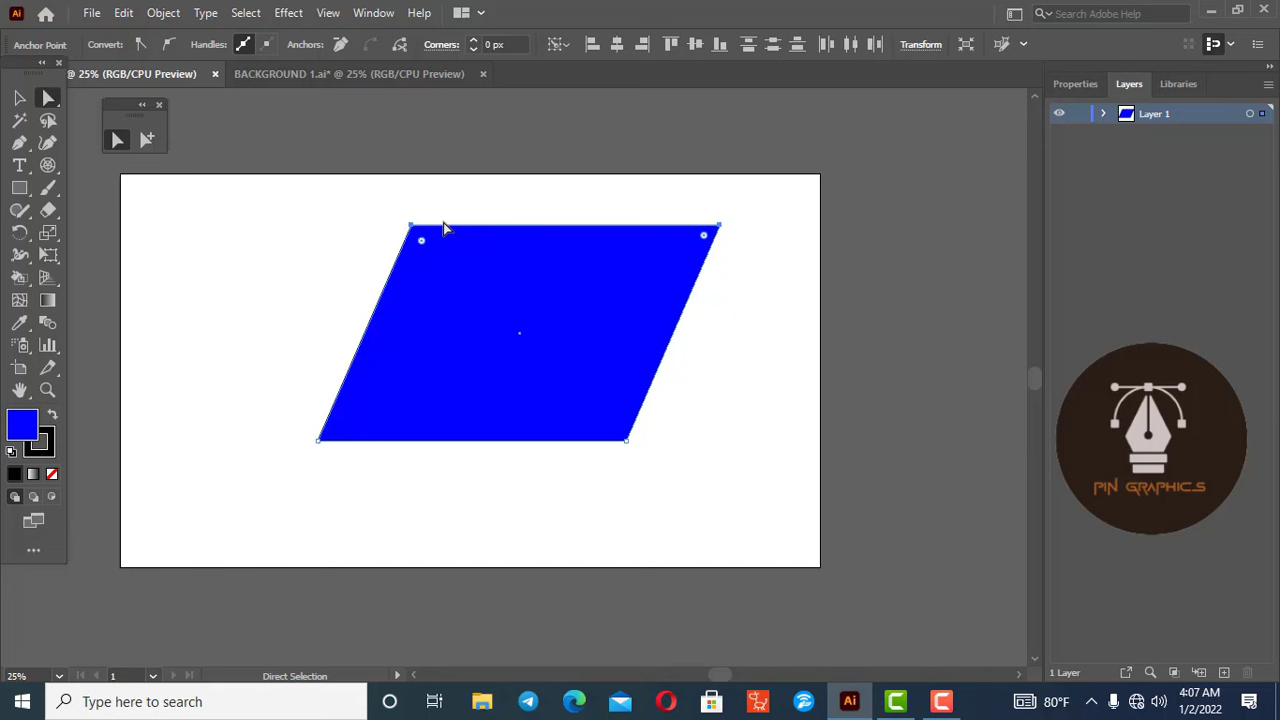 Ai File Edit Object Type Select Effect View Window Help Search Adobe Help
Anchor Point Convert: Handles: Anchors: Corners: 0 px Transform
@ 25% (RGB/CPU Preview) × BACKGROUND 1.ai* @ 25% (RGB/CPU Preview) ×
Properties Layers Libraries
Layer 1
PIN GRAPHICS
25% 1 Direct Selection 1 Layer
Type here to search Ai 80°F 4:07 AM
1/2/2022